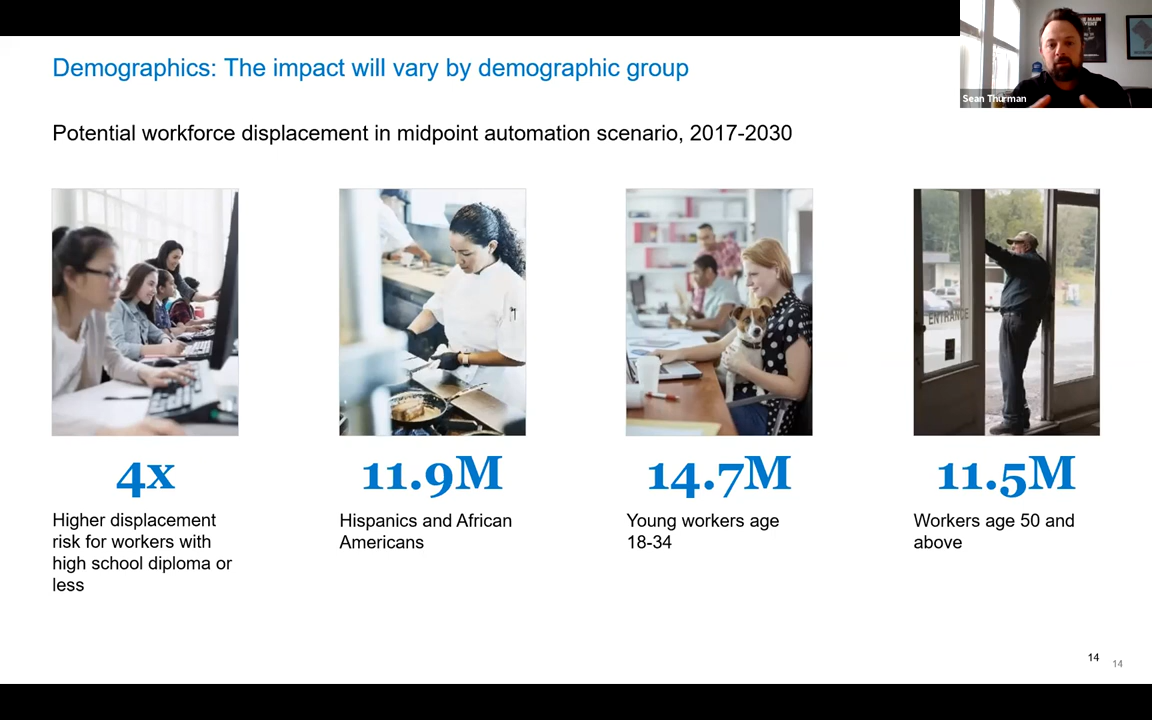 Demographics: The impact will vary by demographic group
Sean Thurman
Potential workforce displacement in midpoint automation scenario, 2017-2030
ENTRANCE
4x
Higher displacement
risk for workers with
high school diploma or
less
11.9M
Hispanics and African
Americans
14.7M
Young workers age
18-34
11.5M
Workers age 50 and
above
14
14